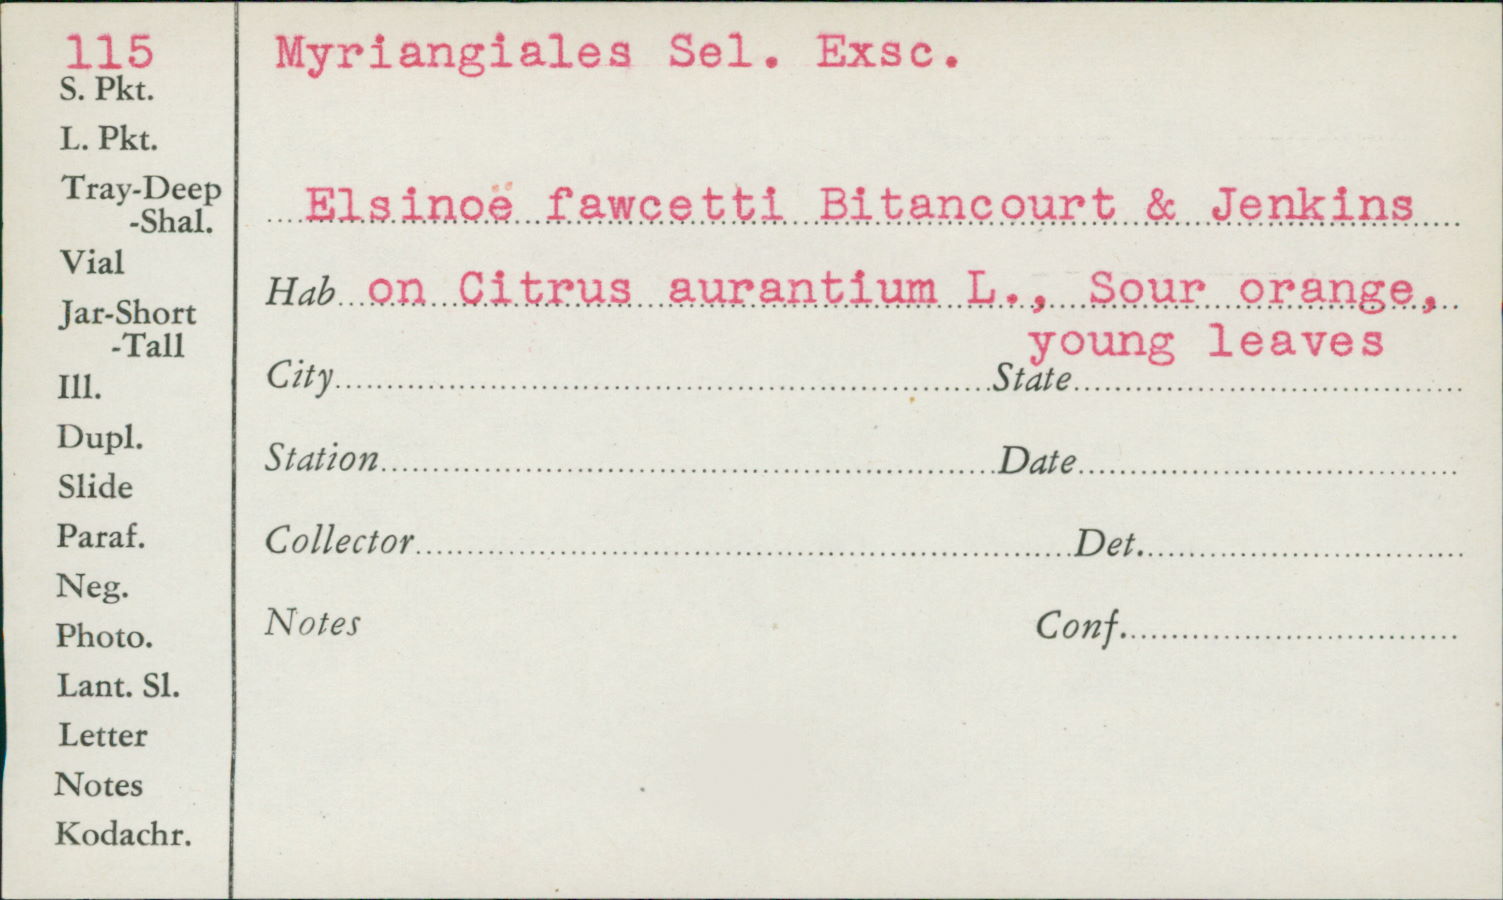 115
S. Pkt.
L. Pkt.
Tray-Deep
-Shal.
Vial
Jar-Short
-Tall
Ill.
Dupl.
Slide
Paraf.
Neg.
Photo.
Lant. Sl.
Letter
Notes
Kodachr.
Myriangiales Sel. Exsc.
Elsinoë fawcetti Bitancourt & Jenkins
Hab on Citrus aurantium L., Sour orange,
young leaves
City State
Station Date
Collector Det.
Notes Conf.